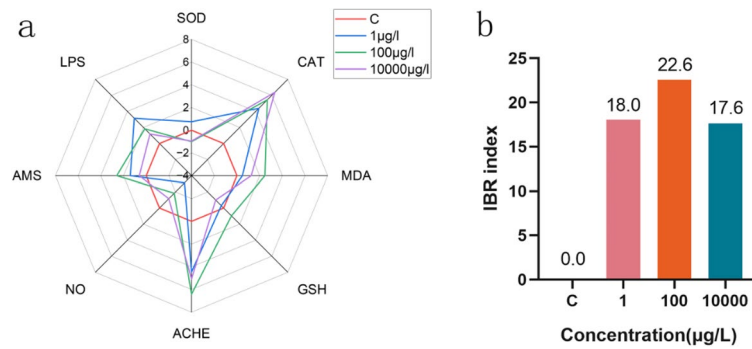 a
SOD
CAT
MDA
GSH
ACHE
NO
AMS
LPS
8
6
4
2
0
-2
-4
C
1μg/l
100μg/l
10000μg/l
b
IBR index
25
20
15
10
5
0
0.0
18.0
22.6
17.6
C
1
100
10000
Concentration(μg/L)